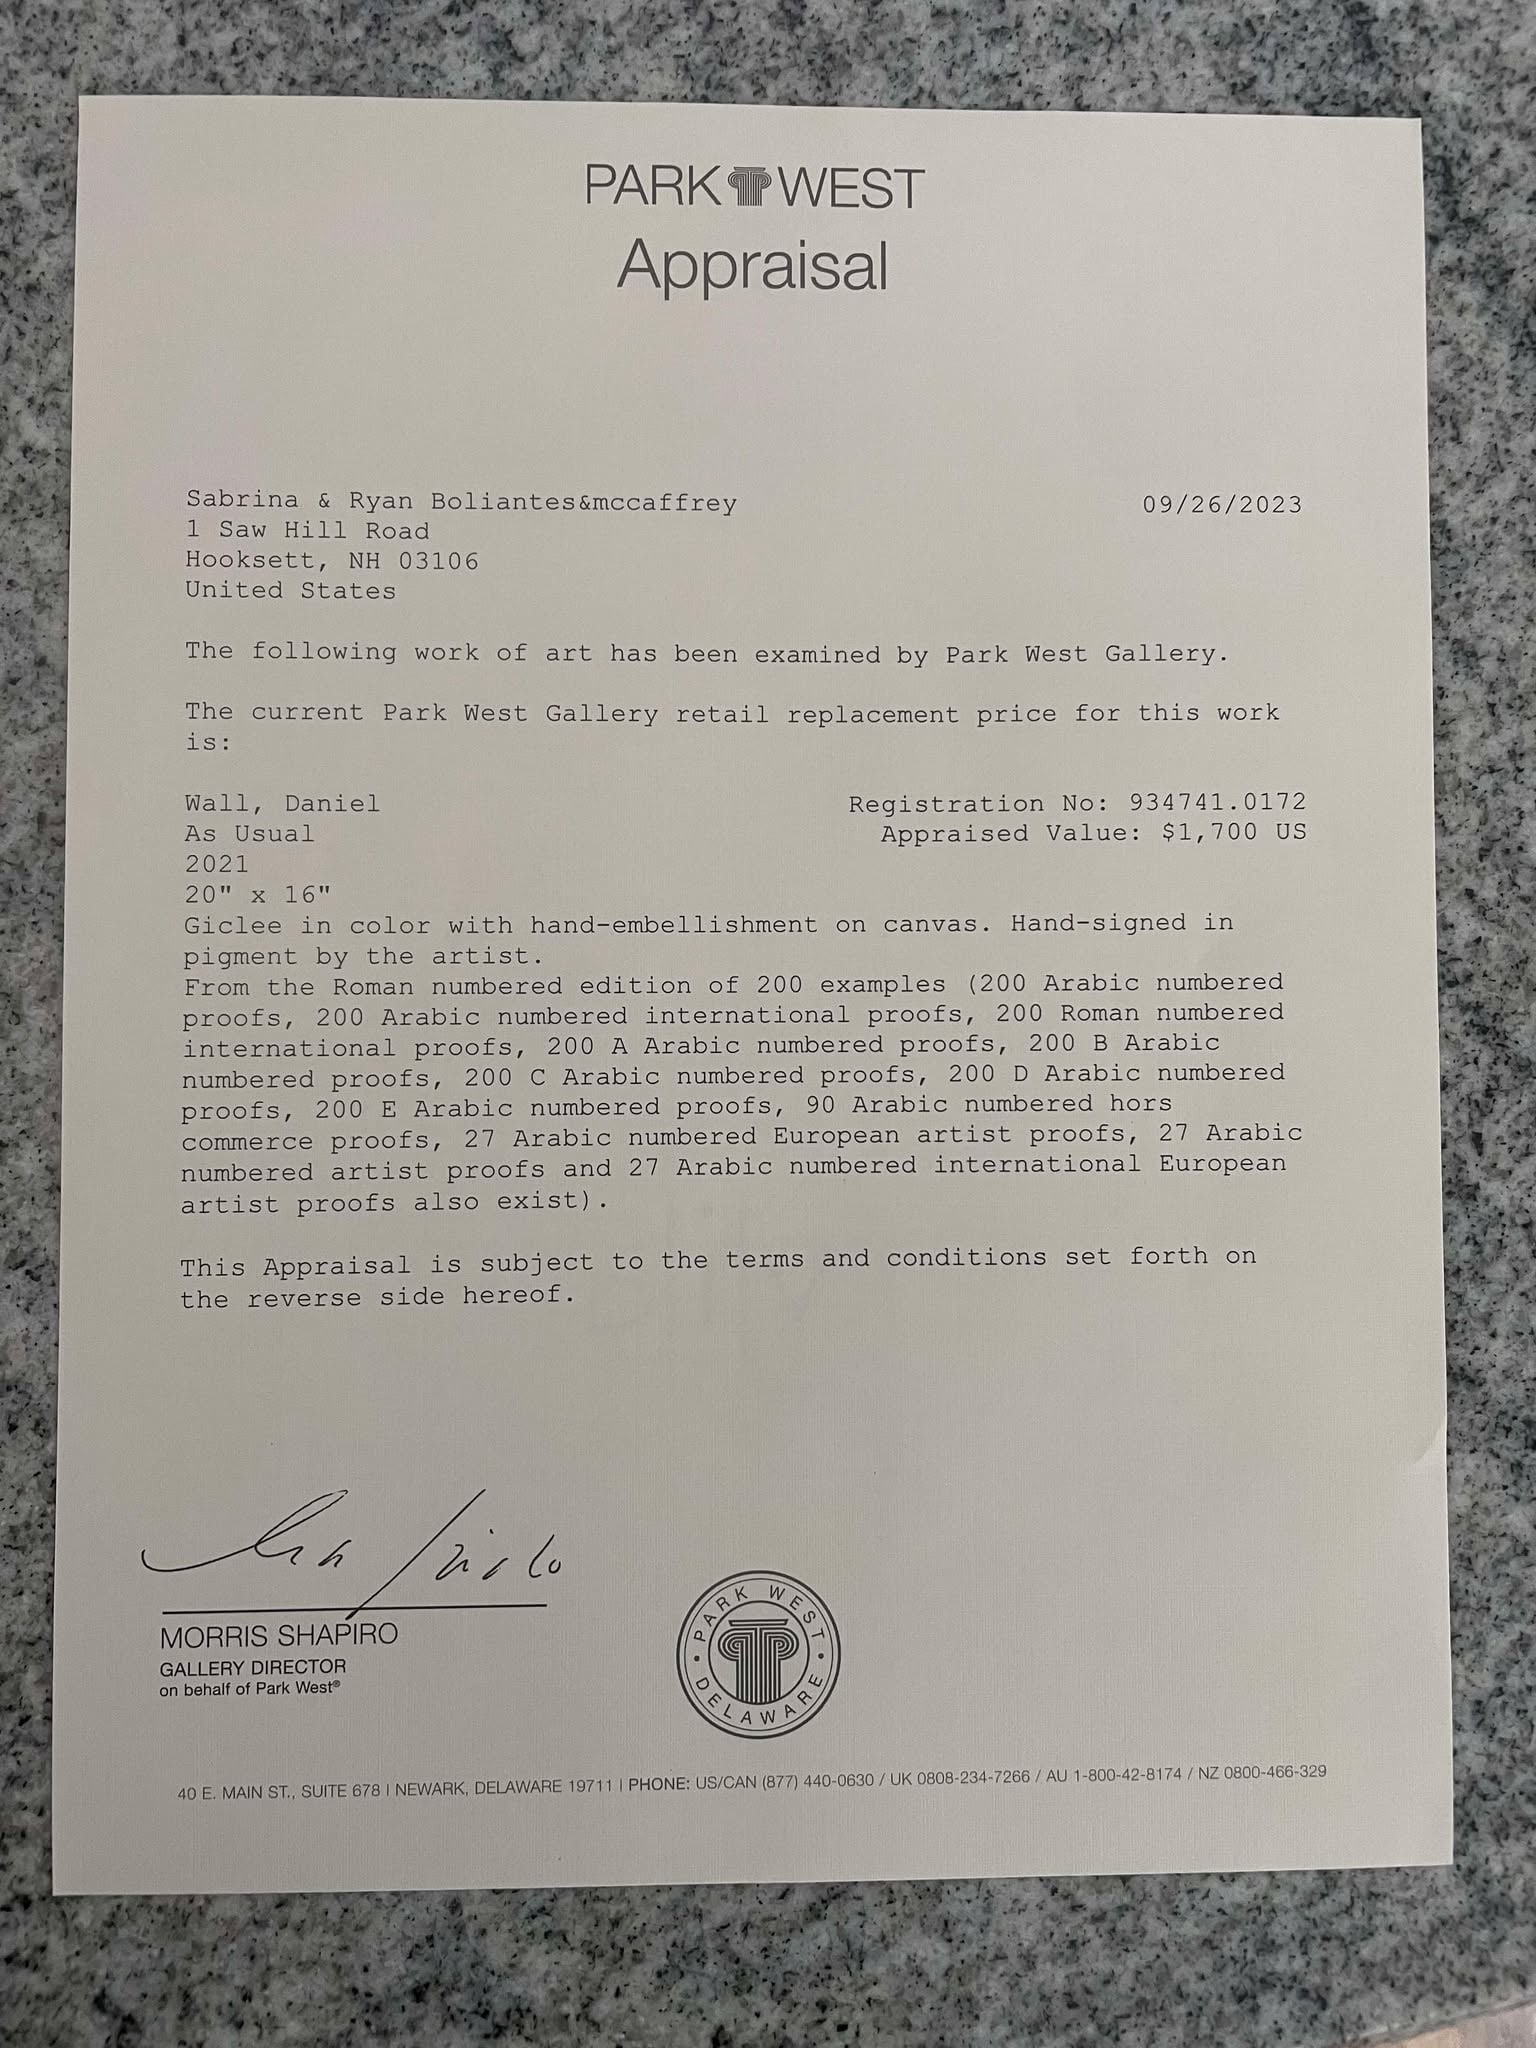 PARK WEST
Appraisal
Sabrina & Ryan Boliantes&mccaffrey
09/26/2023
1 Saw Hill Road
Hooksett, NH 03106
United States
The following work of art has been examined by Park West Gallery.
The current Park West Gallery retail replacement price for this work
is:
Wall, Daniel
Registration No: 934741.0172
As Usual
Appraised Value: $1,700 US
2021
20" x 16"
Giclee in color with hand-embellishment on canvas. Hand-signed in
pigment by the artist.
From the Roman numbered edition of 200 examples (200 Arabic numbered
proofs, 200 Arabic numbered international proofs, 200 Roman numbered
international proofs, 200 A Arabic numbered proofs, 200 B Arabic
numbered proofs, 200 C Arabic numbered proofs, 200 D Arabic numbered
proofs, 200 E Arabic numbered proofs, 90 Arabic numbered hors
commerce proofs, 27 Arabic numbered European artist proofs, 27 Arabic
numbered artist proofs and 27 Arabic numbered international European
artist proofs also exist).
This Appraisal is subject to the terms and conditions set forth on
the reverse side hereof.
MORRIS SHAPIRO
GALLERY DIRECTOR
on behalf of Park West®
PARK WEST
DELAWARE
40 E. MAIN ST., SUITE 678 | NEWARK, DELAWARE 19711 | PHONE: US/CAN (877) 440-0630 / UK 0808-234-7266 / AU 1-800-42-8174 / NZ 0800-466-329